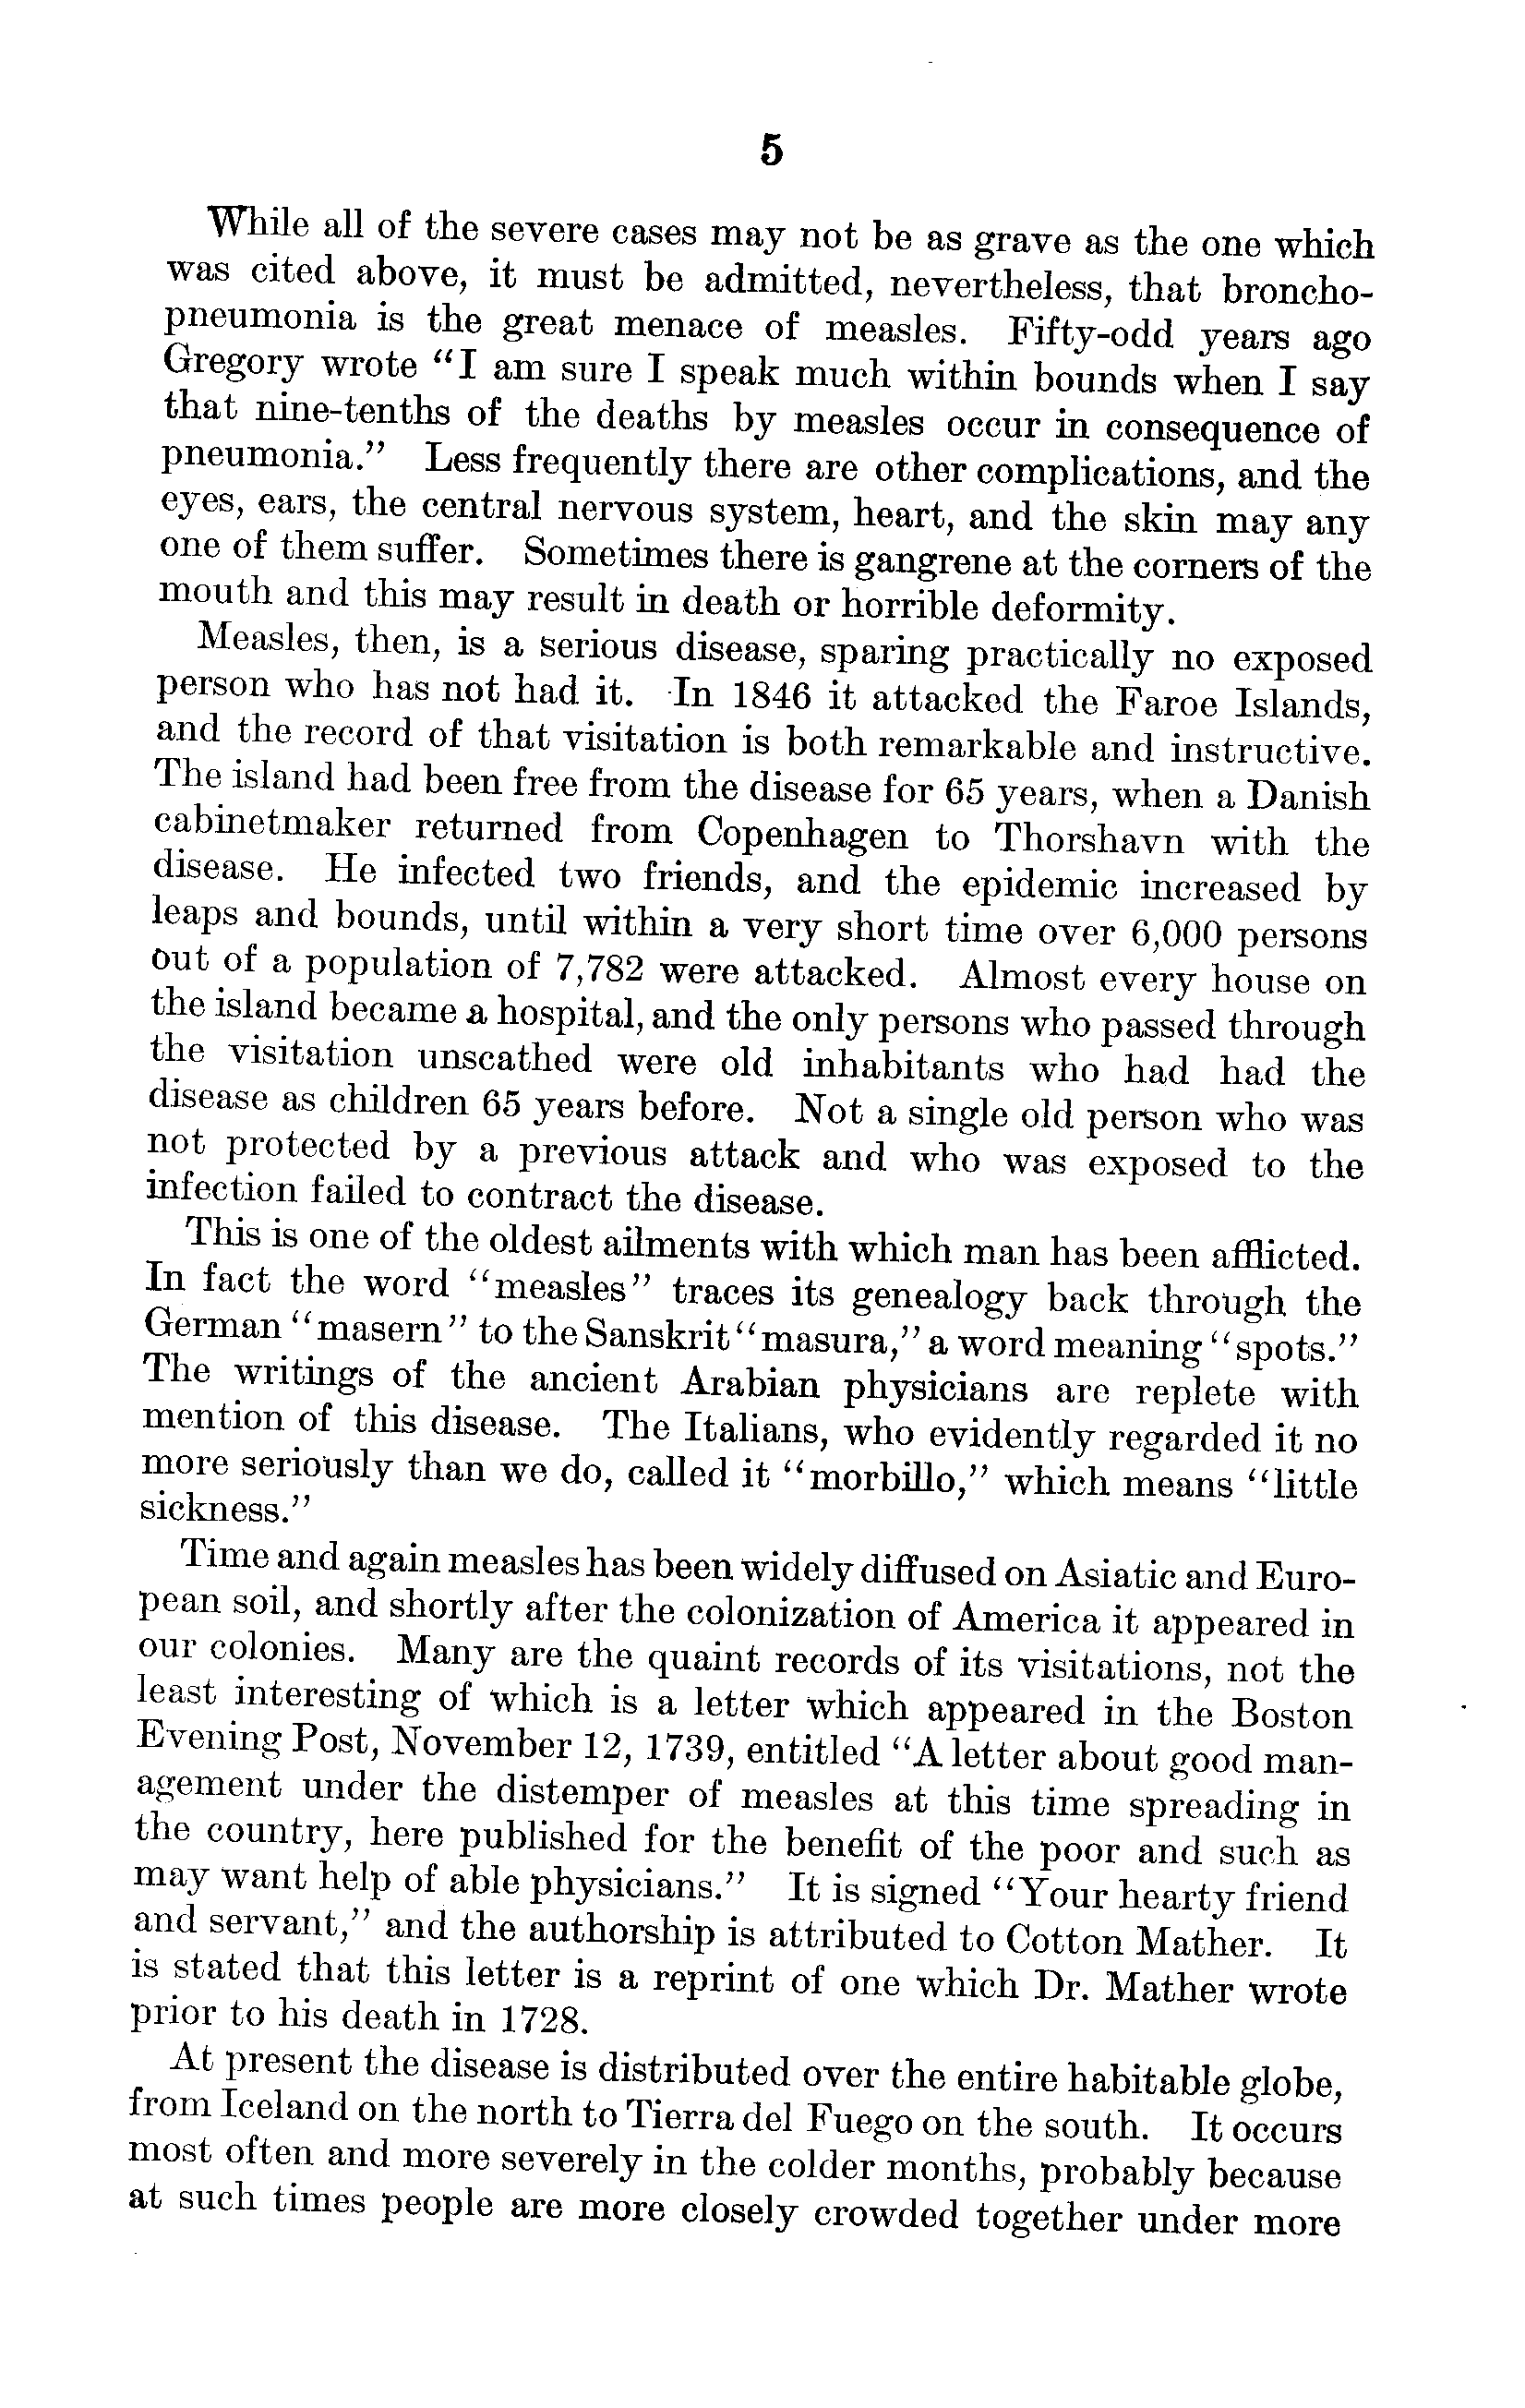 5
While all of the severe cases may not be as grave as the one which
was cited above, it must be admitted, nevertheless, that broncho-
pneumonia is the great menace of measles. Fifty-odd years ago
Gregory wrote “I am sure I speak much within bounds when I say
that nine-tenths of the deaths by measles occur in consequence of
pneumonia.” Less frequently there are other complications, and the
eyes, ears, the central nervous system, heart, and the skin may any
one of them suffer. Sometimes there is gangrene at the corners of the
mouth and this may result in death or horrible deformity.
Measles, then, is a serious disease, sparing practically no exposed
person who has not had it. In 1846 it attacked the Faroe Islands,
and the record of that visitation is both remarkable and instructive.
The island had been free from the disease for 65 years, when a Danish
cabinetmaker returned from Copenhagen to Thorshavn with the
disease. He infected two friends, and the epidemic increased by
leaps and bounds, until within a very short time over 6,000 persons
out of a population of 7,782 were attacked. Almost every house on
the island became a hospital, and the only persons who passed through
the visitation unscathed were old inhabitants who had had the
disease as children 65 years before. Not a single old person who was
not protected by a previous attack and who was exposed to the
infection failed to contract the disease.
This is one of the oldest ailments with which man has been afflicted.
In fact the word “measles” traces its genealogy back through the
German “masern” to the Sanskrit “masura,” a word meaning “spots.”
The writings of the ancient Arabian physicians are replete with
mention of this disease. The Italians, who evidently regarded it no
more seriously than we do, called it “morbillo,” which means “little
sickness.”
Time and again measles has been widely diffused on Asiatic and Euro-
pean soil, and shortly after the colonization of America it appeared in
our colonies. Many are the quaint records of its visitations, not the
least interesting of which is a letter which appeared in the Boston
Evening Post, November 12, 1739, entitled “A letter about good man-
agement under the distemper of measles at this time spreading in
the country, here published for the benefit of the poor and such as
may want help of able physicians.” It is signed “Your hearty friend
and servant,” and the authorship is attributed to Cotton Mather. It
is stated that this letter is a reprint of one which Dr. Mather wrote
prior to his death in 1728.
At present the disease is distributed over the entire habitable globe,
from Iceland on the north to Tierra del Fuego on the south. It occurs
most often and more severely in the colder months, probably because
at such times people are more closely crowded together under more